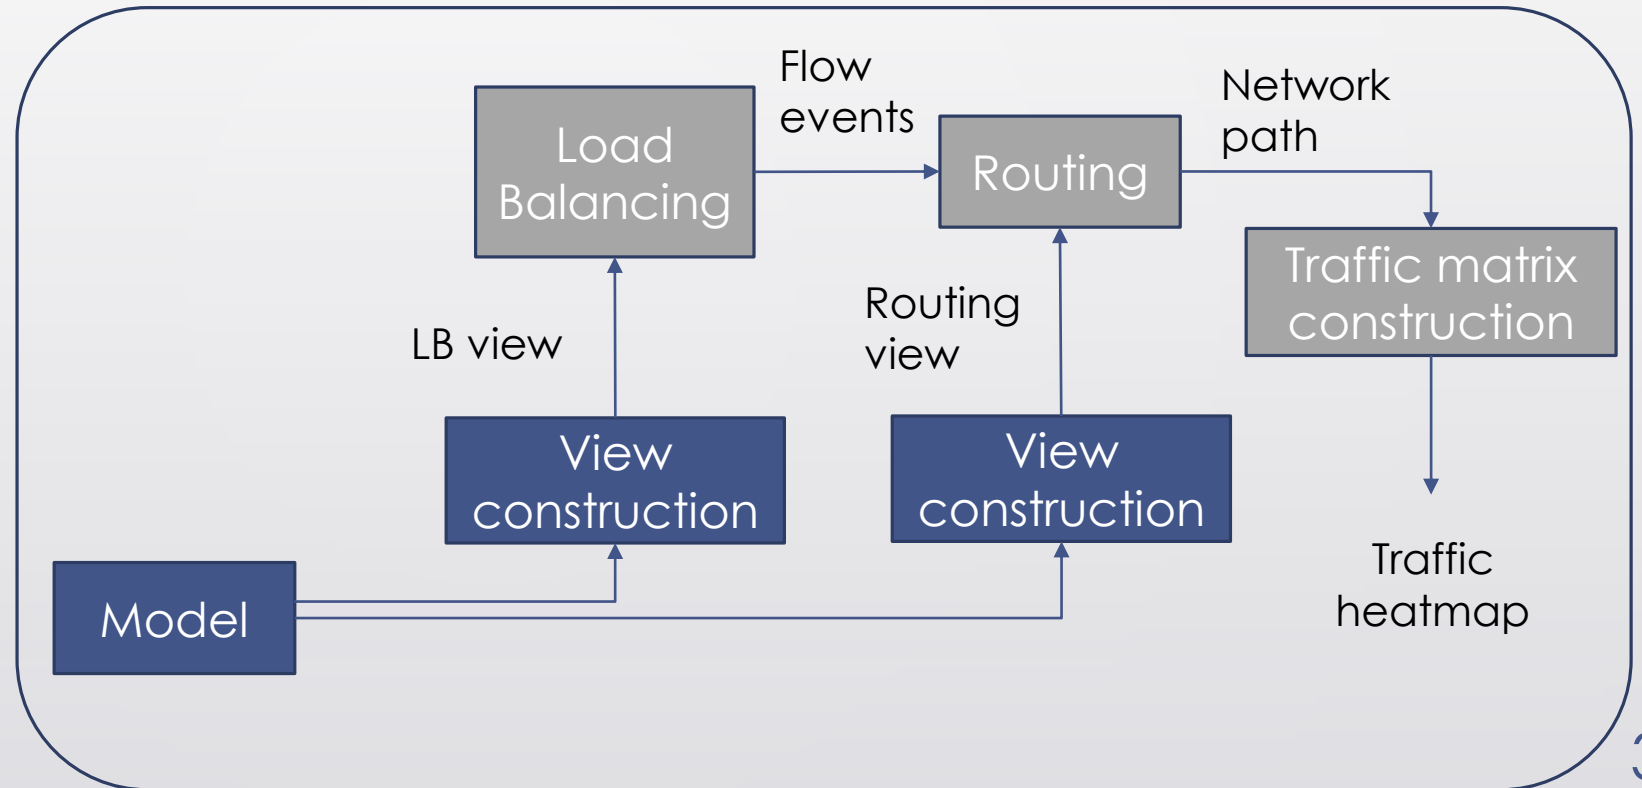 Flow
events
Network
path
Load
Balancing
Routing
Traffic matrix
construction
LB view
Routing
view
View
construction
View
construction
Model
Traffic
heatmap